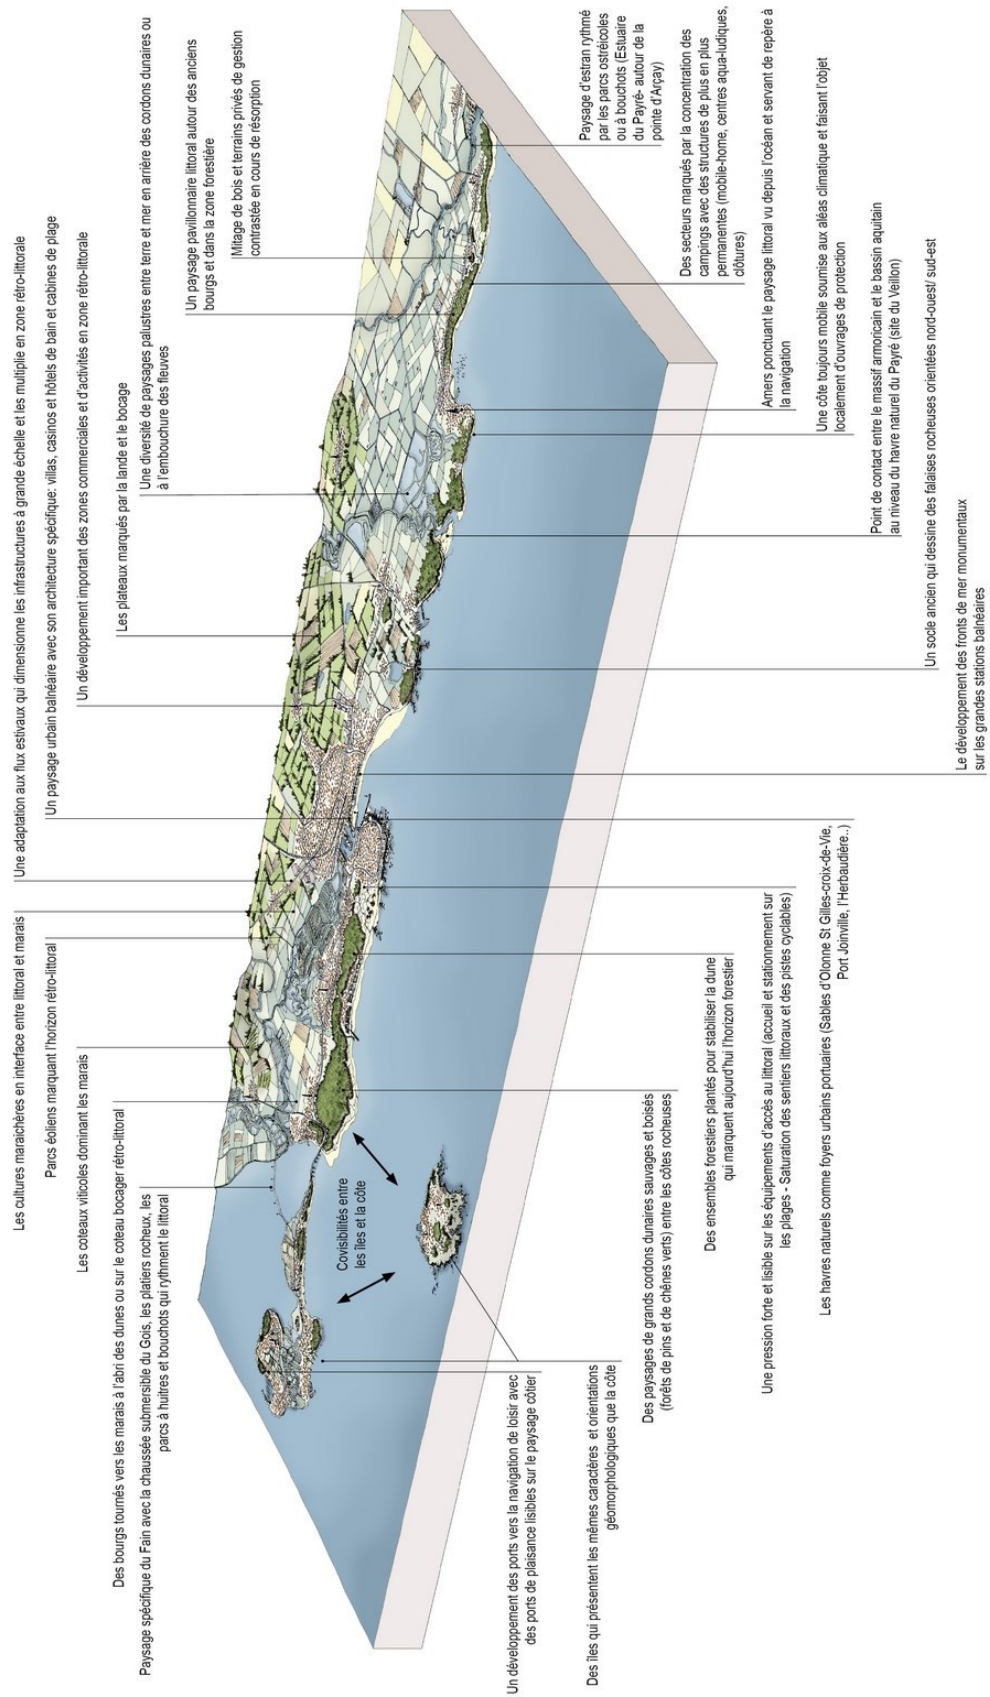 Une adaptation aux flux estivaux qui dimensionne les infrastructures à grande échelle et les multiplie en zone rétro-littorale
Un paysage urbain balnéaire avec son architecture spécifique: villas, casinos et hôtels de bain et cabines de plage
Un développement important des zones commerciales et d'activités en zone rétro-littorale
Les plateaux marqués par la lande et le bocage
Une diversité de paysages palustres entre terre et mer en arrière des cordons dunaires ou
à l'embouchure des fleuves
Un paysage pavillonnaire littoral autour des anciens
bourgs et dans la zone forestière
Mitage de bois et terrains privés de gestion
contrastée en cours de résorption
Les cultures maraichères en interface entre littoral et marais
Parcs éoliens marquant l'horizon rétro-littoral
Les coteaux viticoles dominant les marais
Des bourgs tournés vers les marais à l'abri des dunes ou sur le coteau bocager rétro-littoral
Paysage spécifique du Fain avec la chaussée submersible du Gois, les platiers rocheux, les
parcs à huitres et bouchots qui rythment le littoral
Covisibilités entre
les îles et la côte
Un développement des ports vers la navigation de loisir avec
des ports de plaisance lisibles sur le paysage côtier
Des îles qui présentent les mêmes caractères et orientations
géomorphologiques que la côte
Des paysages de grands cordons dunaires sauvages et boisés
(forêts de pins et de chênes verts) entre les côtes rocheuses
Des ensembles forestiers plantés pour stabiliser la dune
qui marquent aujourd'hui l'horizon forestier
Une pression forte et lisible sur les équipements d'accès au littoral (accueil et stationnement sur
les plages - Saturation des sentiers littoraux et des pistes cyclables)
Les havres naturels comme foyers urbains portuaires (Sables d'Olonne St Gilles-croix-de-Vie,
Port Joinville, l'Herbaudière..)
Le développement des fronts de mer monumentaux
sur les grandes stations balnéaires
Un socle ancien qui dessine des falaises rocheuses orientées nord-ouest/ sud-est
Point de contact entre le massif armoricain et le bassin aquitain
au niveau du havre naturel du Payré (site du Veillon)
Une côte toujours mobile soumise aux aléas climatique et faisant l'objet
localement d'ouvrages de protection
Amers ponctuant le paysage littoral vu depuis l'océan et servant de repère à
la navigation
Des secteurs marqués par la concentration des
campings avec des structures de plus en plus
permanentes (mobile-home, centres aqua-ludiques,
clôtures)
Paysage d'estran rythmé
par les parcs ostréicoles
ou à bouchots (Estuaire
du Payré- autour de la
pointe d'Arçay)